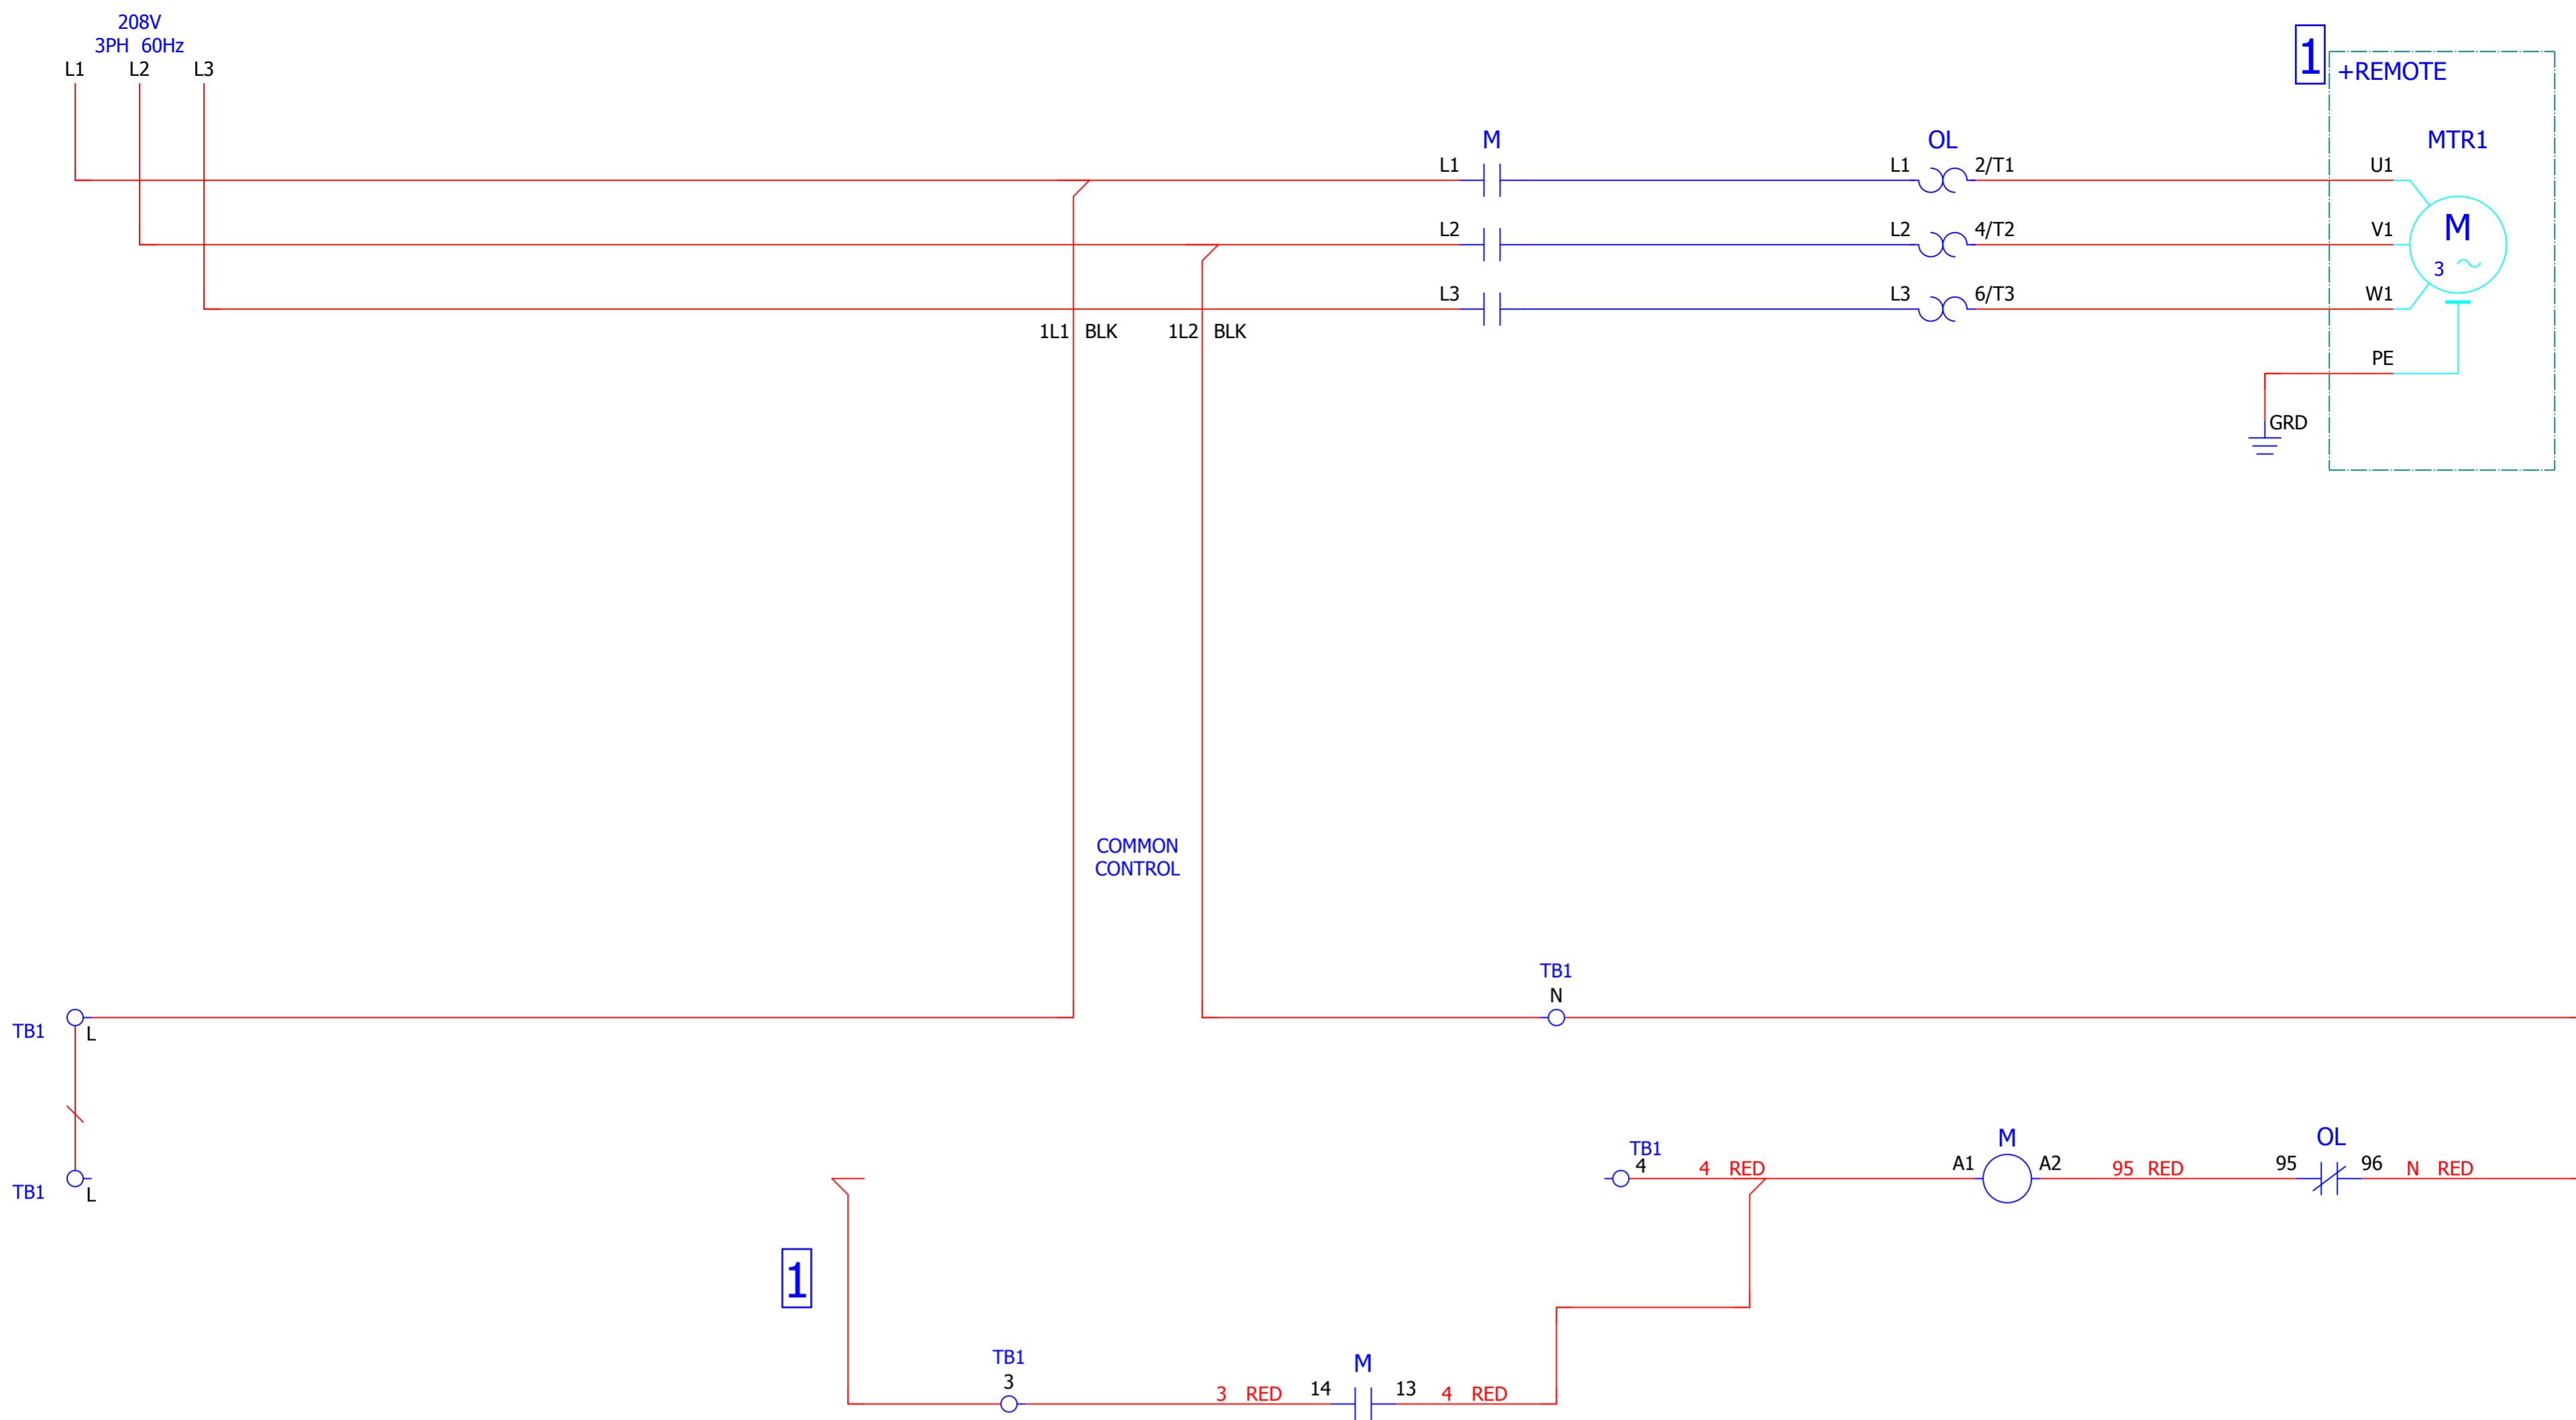 208V
3PH 60Hz
L1 L2 L3
1
+REMOTE
M OL MTR1
L1 L1 2/T1 U1
L2 L2 4/T2 V1
M
3
L3 L3 6/T3 W1
1L1 BLK 1L2 BLK
PE
GRD
COMMON
CONTROL
TB1
N
TB1 L
TB1
4 4 RED A1 M A2 95 RED 95 OL 96 N RED
TB1 L
1
TB1
3
3 RED 14 M 13 4 RED